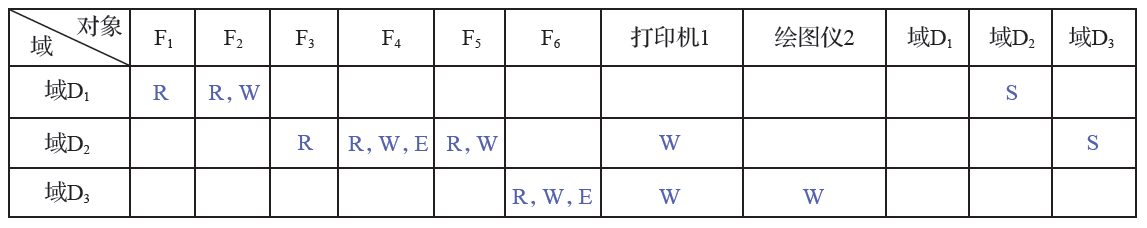 对象
域 F₁ F₂ F₃ F₄ F₅ F₆ 打印机1 绘图仪2 域D₁ 域D₂ 域D₃
域D₁ R R，W S
域D₂ R R，W，E R，W W S
域D₃ R，W，E W W